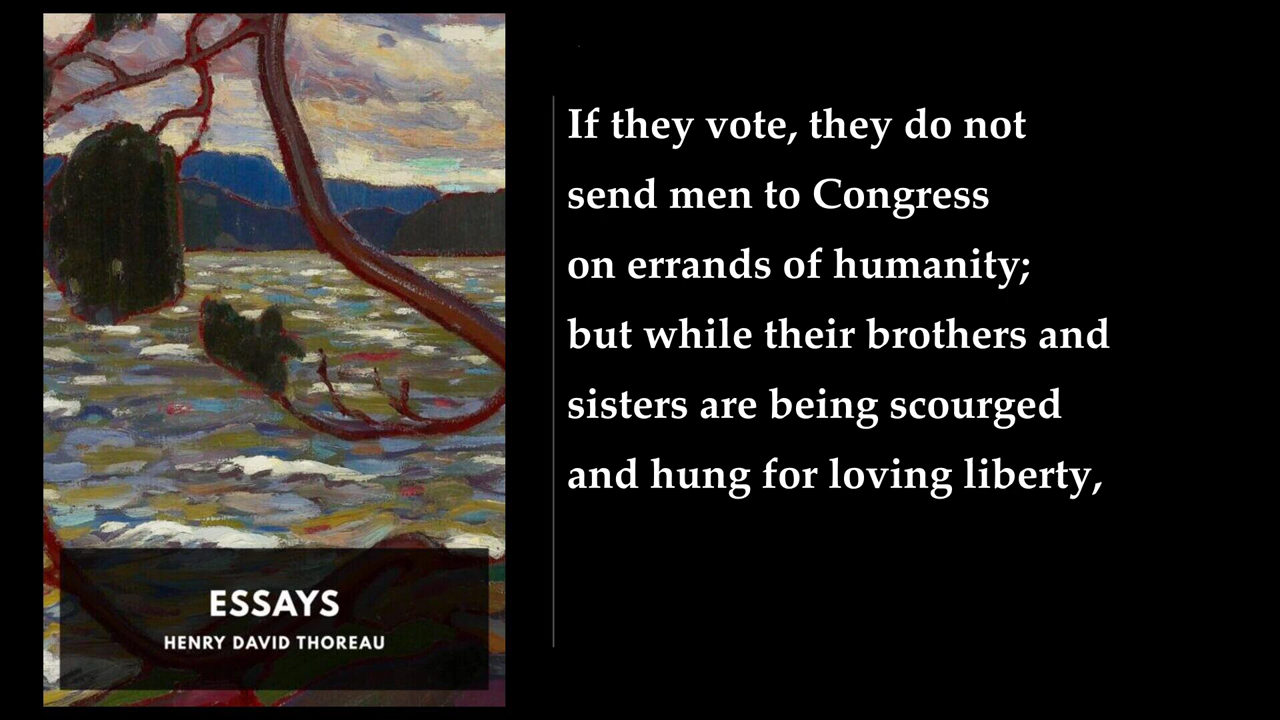 If they vote, they do not
send men to Congress
on errands of humanity;
but while their brothers and
sisters are being scourged
and hung for loving liberty,
ESSAYS
HENRY DAVID THOREAU